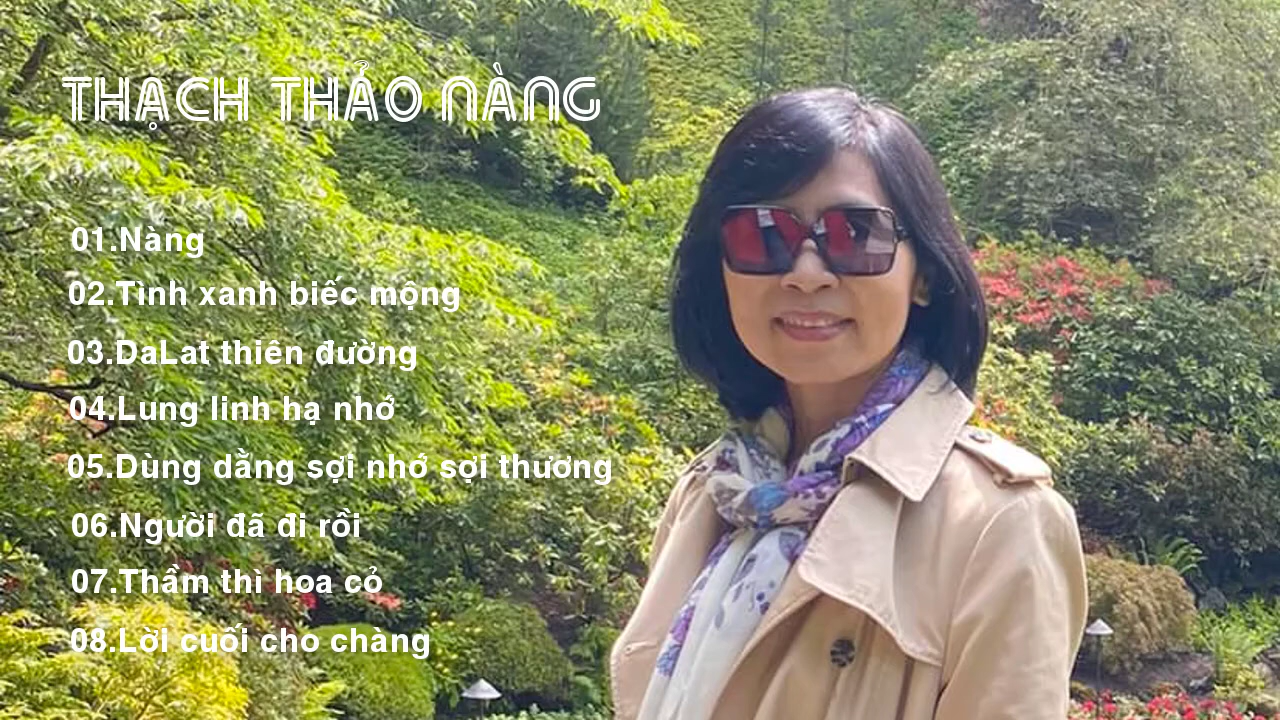 THẠCH THẢO NÀNG
01.Nàng
02.Tình xanh biếc mộng
03.DaLat thiên đường
04.Lung linh hạ nhớ
05.Dùng dằng sợi nhớ sợi thương
06.Người đã đi rồi
07.Thầm thì hoa cỏ
08.Lời cuối cho chàng